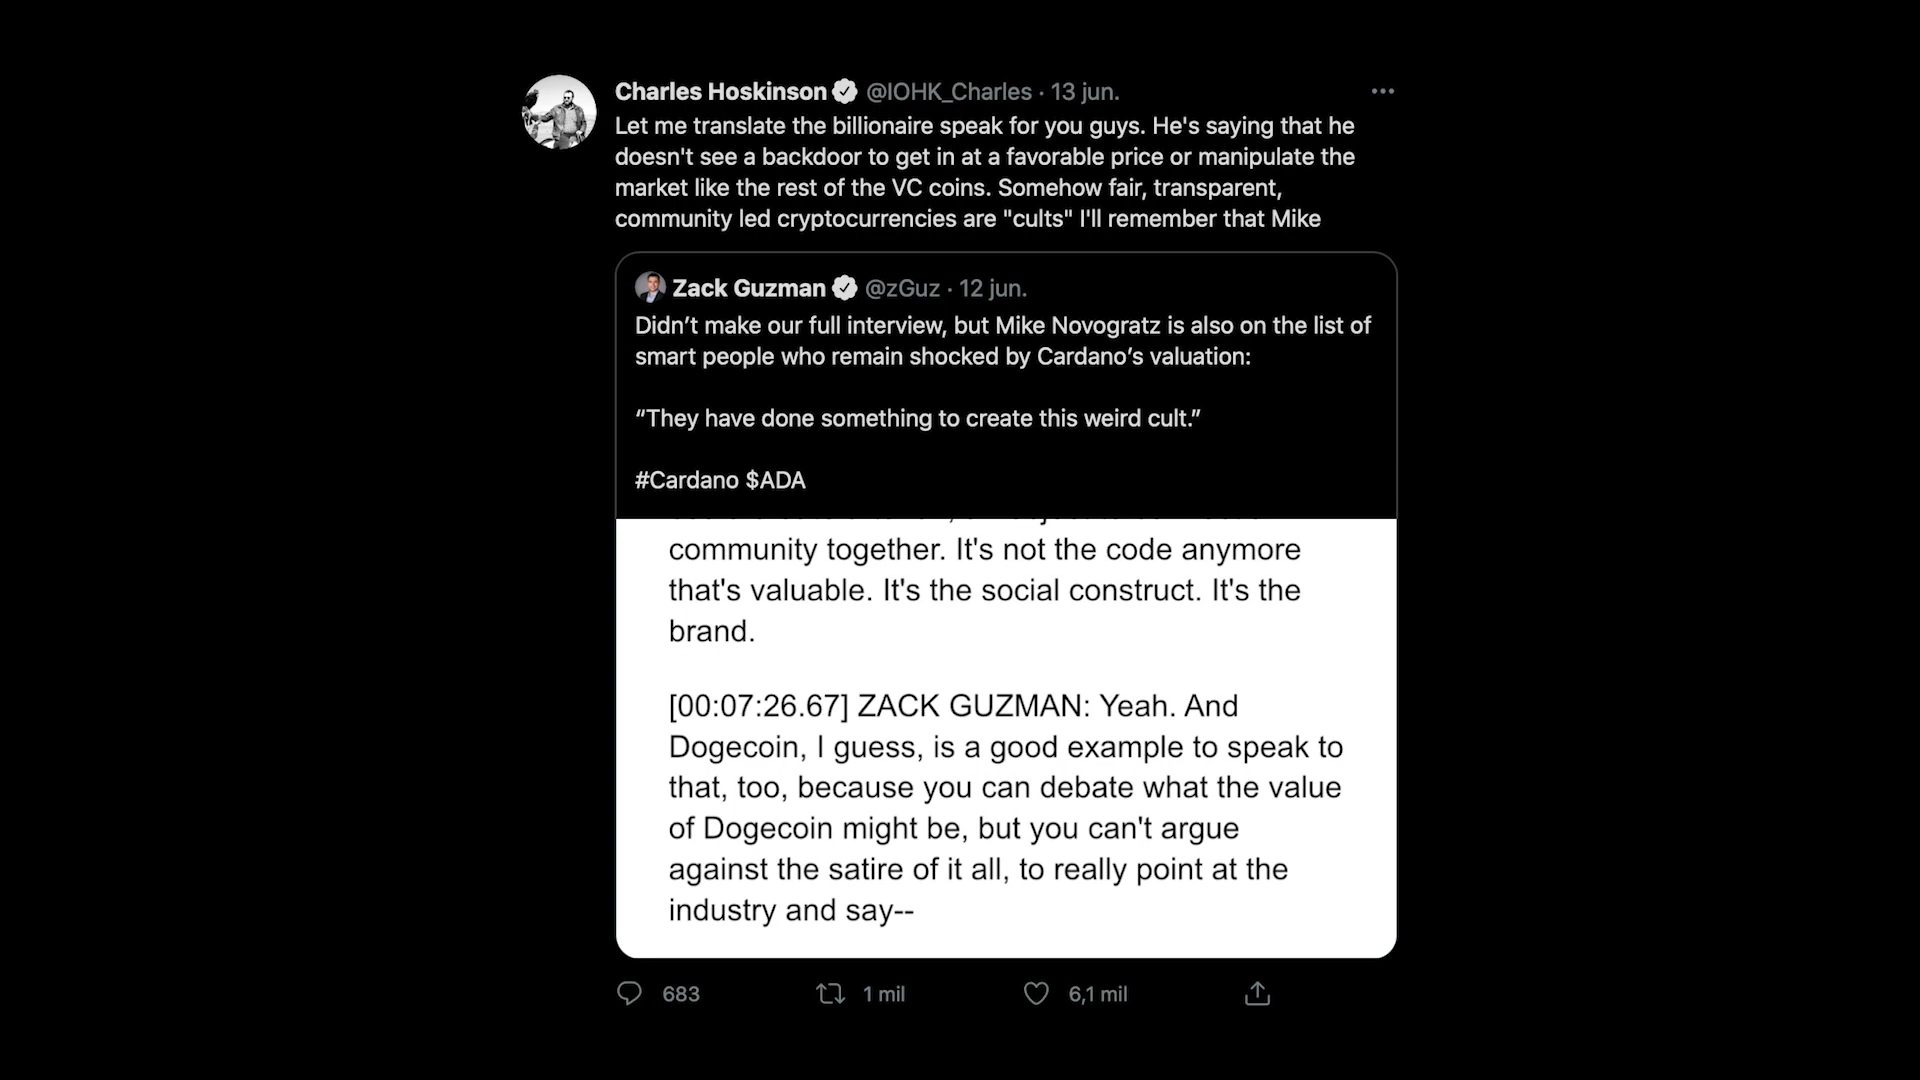 Charles Hoskinson @IOHK_Charles · 13 jun.
Let me translate the billionaire speak for you guys. He's saying that he
doesn't see a backdoor to get in at a favorable price or manipulate the
market like the rest of the VC coins. Somehow fair, transparent,
community led cryptocurrencies are "cults" I'll remember that Mike
Zack Guzman @zGuz · 12 jun.
Didn’t make our full interview, but Mike Novogratz is also on the list of
smart people who remain shocked by Cardano’s valuation:
“They have done something to create this weird cult.”
#Cardano $ADA
community together. It's not the code anymore
that's valuable. It's the social construct. It's the
brand.
[00:07:26.67] ZACK GUZMAN: Yeah. And
Dogecoin, I guess, is a good example to speak to
that, too, because you can debate what the value
of Dogecoin might be, but you can't argue
against the satire of it all, to really point at the
industry and say--
683 1 mil 6,1 mil